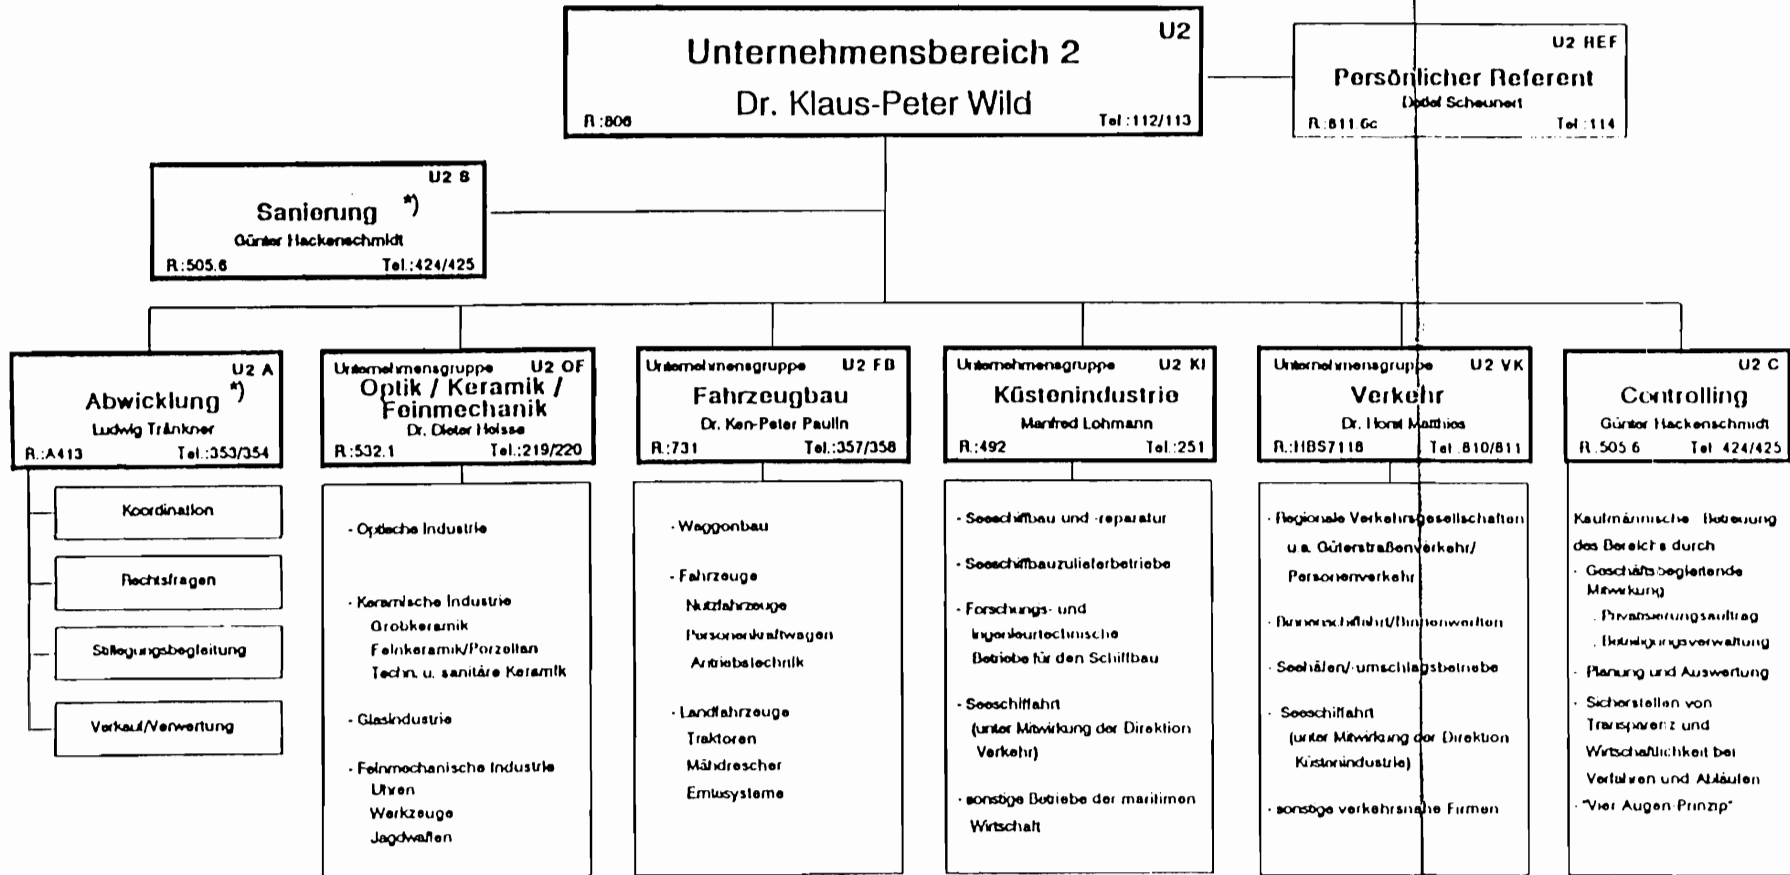 U2
Unternehmensbereich 2
Dr. Klaus-Peter Wild
R.:806 Tel.:112/113
U2 REF
Persönlicher Referent
Detlef Scheunert
R.:811.6c Tel.:114
U2 S
Sanierung *)
Günter Hackenschmidt
R.:505.6 Tel.:424/425
U2 A
Abwicklung *)
Ludwig Tränkner
R.:A413 Tel.:353/354
Koordination
Rechtsfragen
Stillegungsbegleitung
Verkauf/Verwertung
Unternehmensgruppe U2 OF
Optik / Keramik /
Feinmechanik
Dr. Dieter Heisse
R.:532.1 Tel.:219/220
- Optische Industrie
- Keramische Industrie
Grobkeramik
Feinkeramik/Porzellan
Techn. u. sanitäre Keramik
- Glasindustrie
- Feinmechanische Industrie
Uhren
Werkzeuge
Jagdwaffen
Unternehmensgruppe U2 FB
Fahrzeugbau
Dr. Ken-Peter Paulin
R.:731 Tel.:357/358
- Waggonbau
- Fahrzeuge
Nutzfahrzeuge
Personenkraftwagen
Antriebstechnik
- Landfahrzeuge
Traktoren
Mähdrescher
Erntesysteme
Unternehmensgruppe U2 KI
Küstenindustrie
Manfred Lohmann
R.:492 Tel.:251
- Seeschiffbau und -reparatur
- Seeschiffbauzulieferbetriebe
- Forschungs- und
ingenieurtechnische
Betriebe für den Schiffbau
- Seeschiffahrt
(unter Mitwirkung der Direktion
Verkehr)
- sonstige Betriebe der maritimen
Wirtschaft
Unternehmensgruppe U2 VK
Verkehr
Dr. Horst Matthies
R.:HBS7118 Tel.:810/811
- Regionale Verkehrsgesellschaften
u.a. Güterstraßenverkehr/
Personenverkehr
- Binnenschiffahrt/Binnenwerften
- Seehäfen/-umschlagsbetriebe
- Seeschiffahrt
(unter Mitwirkung der Direktion
Küstenindustrie)
- sonstige verkehrsnahe Firmen
U2 C
Controlling
Günter Hackenschmidt
R.:505 6 Tel 424/425
Kaufmännische Betreuung
des Bereichs durch
- Geschäftsbegleitende
Mitwirkung
. Privatisierungsauftrag
. Beteiligungsverwaltung
- Planung und Auswertung
- Sicherstellen von
Transparenz und
Wirtschaftlichkeit bei
Verfahren und Abläufen
- "Vier Augen-Prinzip"